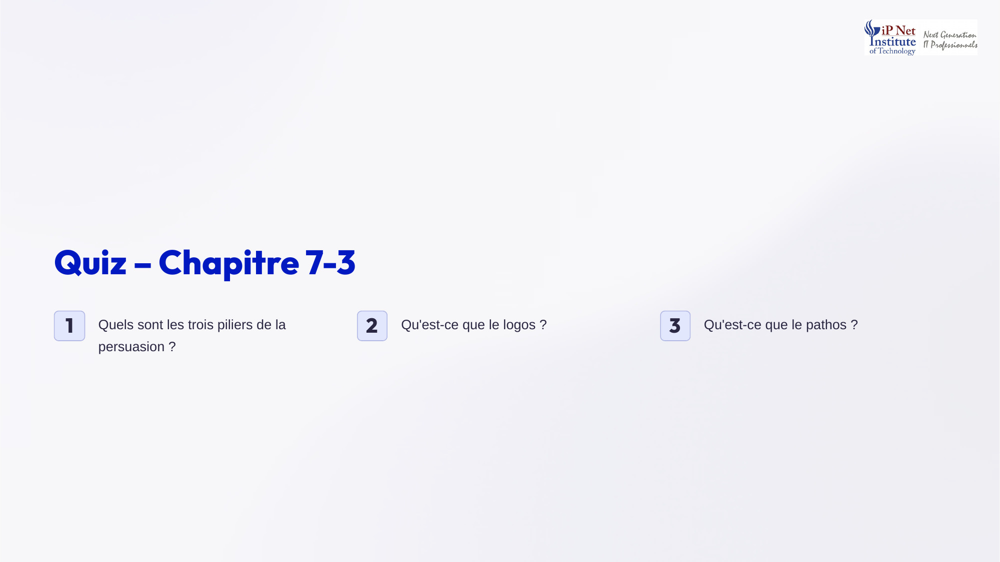 iP Net
Institute
of Technology
Next Generation
IT Professionnels
Quiz – Chapitre 7-3
1
Quels sont les trois piliers de la
persuasion ?
2
Qu'est-ce que le logos ?
3
Qu'est-ce que le pathos ?